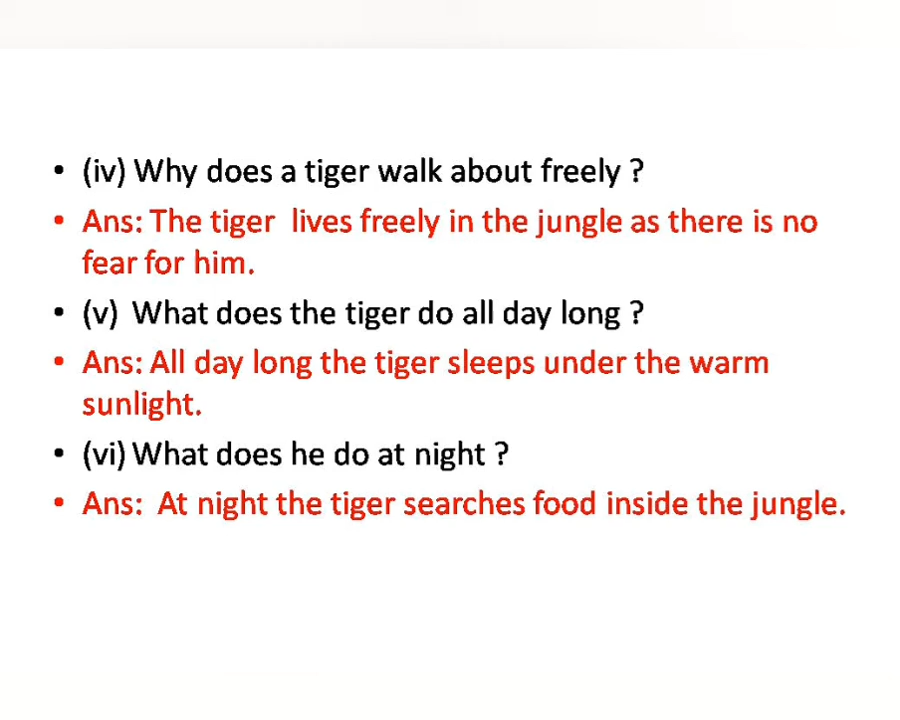 • (iv) Why does a tiger walk about freely ?
• Ans: The tiger lives freely in the jungle as there is no
fear for him.
• (v) What does the tiger do all day long ?
• Ans: All day long the tiger sleeps under the warm
sunlight.
• (vi) What does he do at night ?
• Ans: At night the tiger searches food inside the jungle.